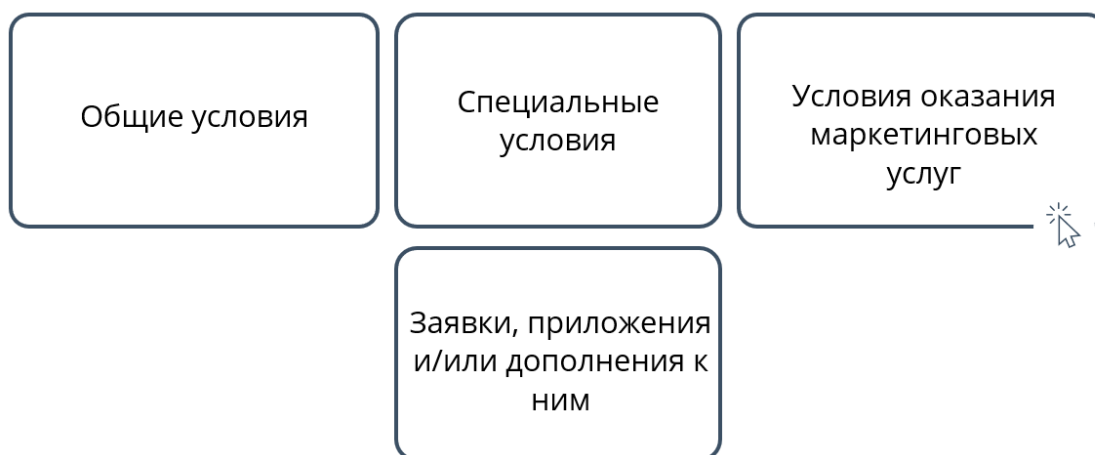 Общие условия
Специальные
условия
Условия оказания
маркетинговых
услуг
Заявки, приложения
и/или дополнения к
ним